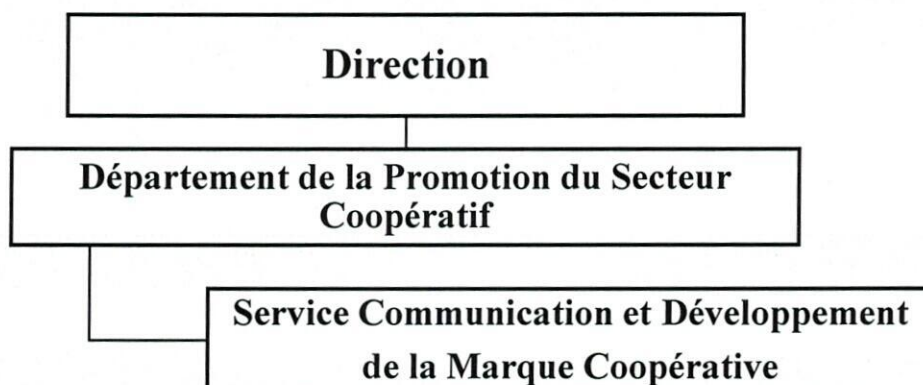 Direction
Département de la Promotion du Secteur
Coopératif
Service Communication et Développement
de la Marque Coopérative